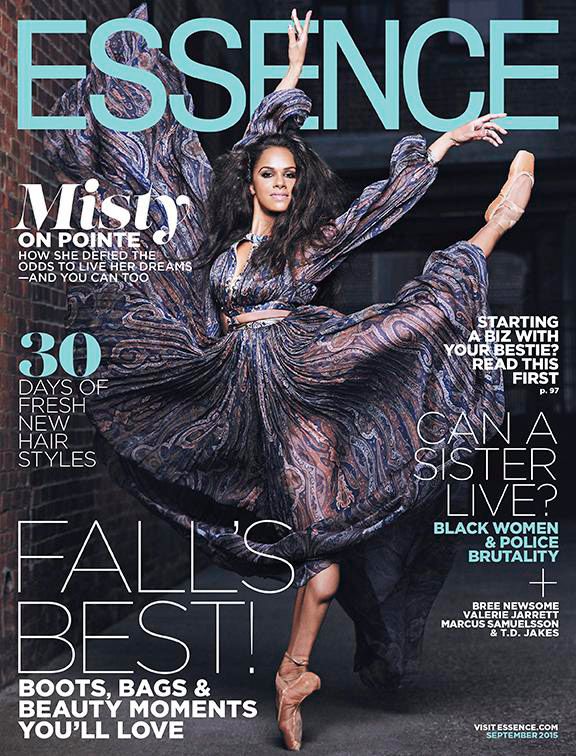 ESSENCE
Misty
ON POINTE
HOW SHE DEFIED THE
ODDS TO LIVE HER DREAMS
—AND YOU CAN TOO
30
DAYS OF
FRESH
NEW
HAIR
STYLES
STARTING
A BIZ WITH
YOUR BESTIE?
READ THIS
FIRST
p. 97
CAN A
SISTER
LIVE?
BLACK WOMEN
& POLICE
BRUTALITY
+
BREE NEWSOME
VALERIE JARRETT
MARCUS SAMUELSSON
& T.D. JAKES
FALL'S
BEST!
BOOTS, BAGS &
BEAUTY MOMENTS
YOU'LL LOVE
VISIT ESSENCE.COM
SEPTEMBER 2015